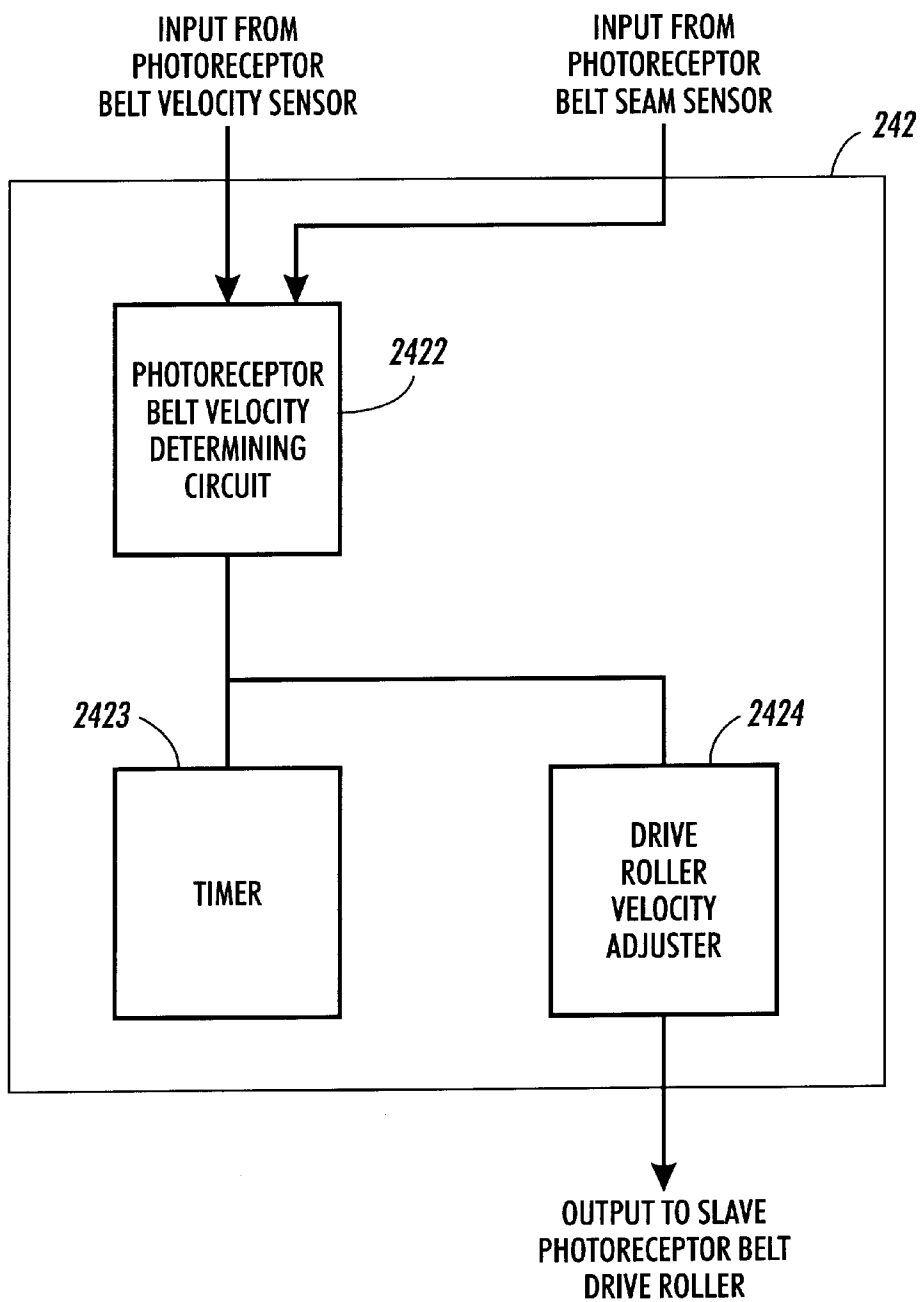 INPUT FROM
PHOTORECEPTOR
BELT VELOCITY SENSOR
INPUT FROM
PHOTORECEPTOR
BELT SEAM SENSOR
242
PHOTORECEPTOR
BELT VELOCITY
DETERMINING
CIRCUIT
2422
2423
TIMER
2424
DRIVE
ROLLER
VELOCITY
ADJUSTER
OUTPUT TO SLAVE
PHOTORECEPTOR BELT
DRIVE ROLLER